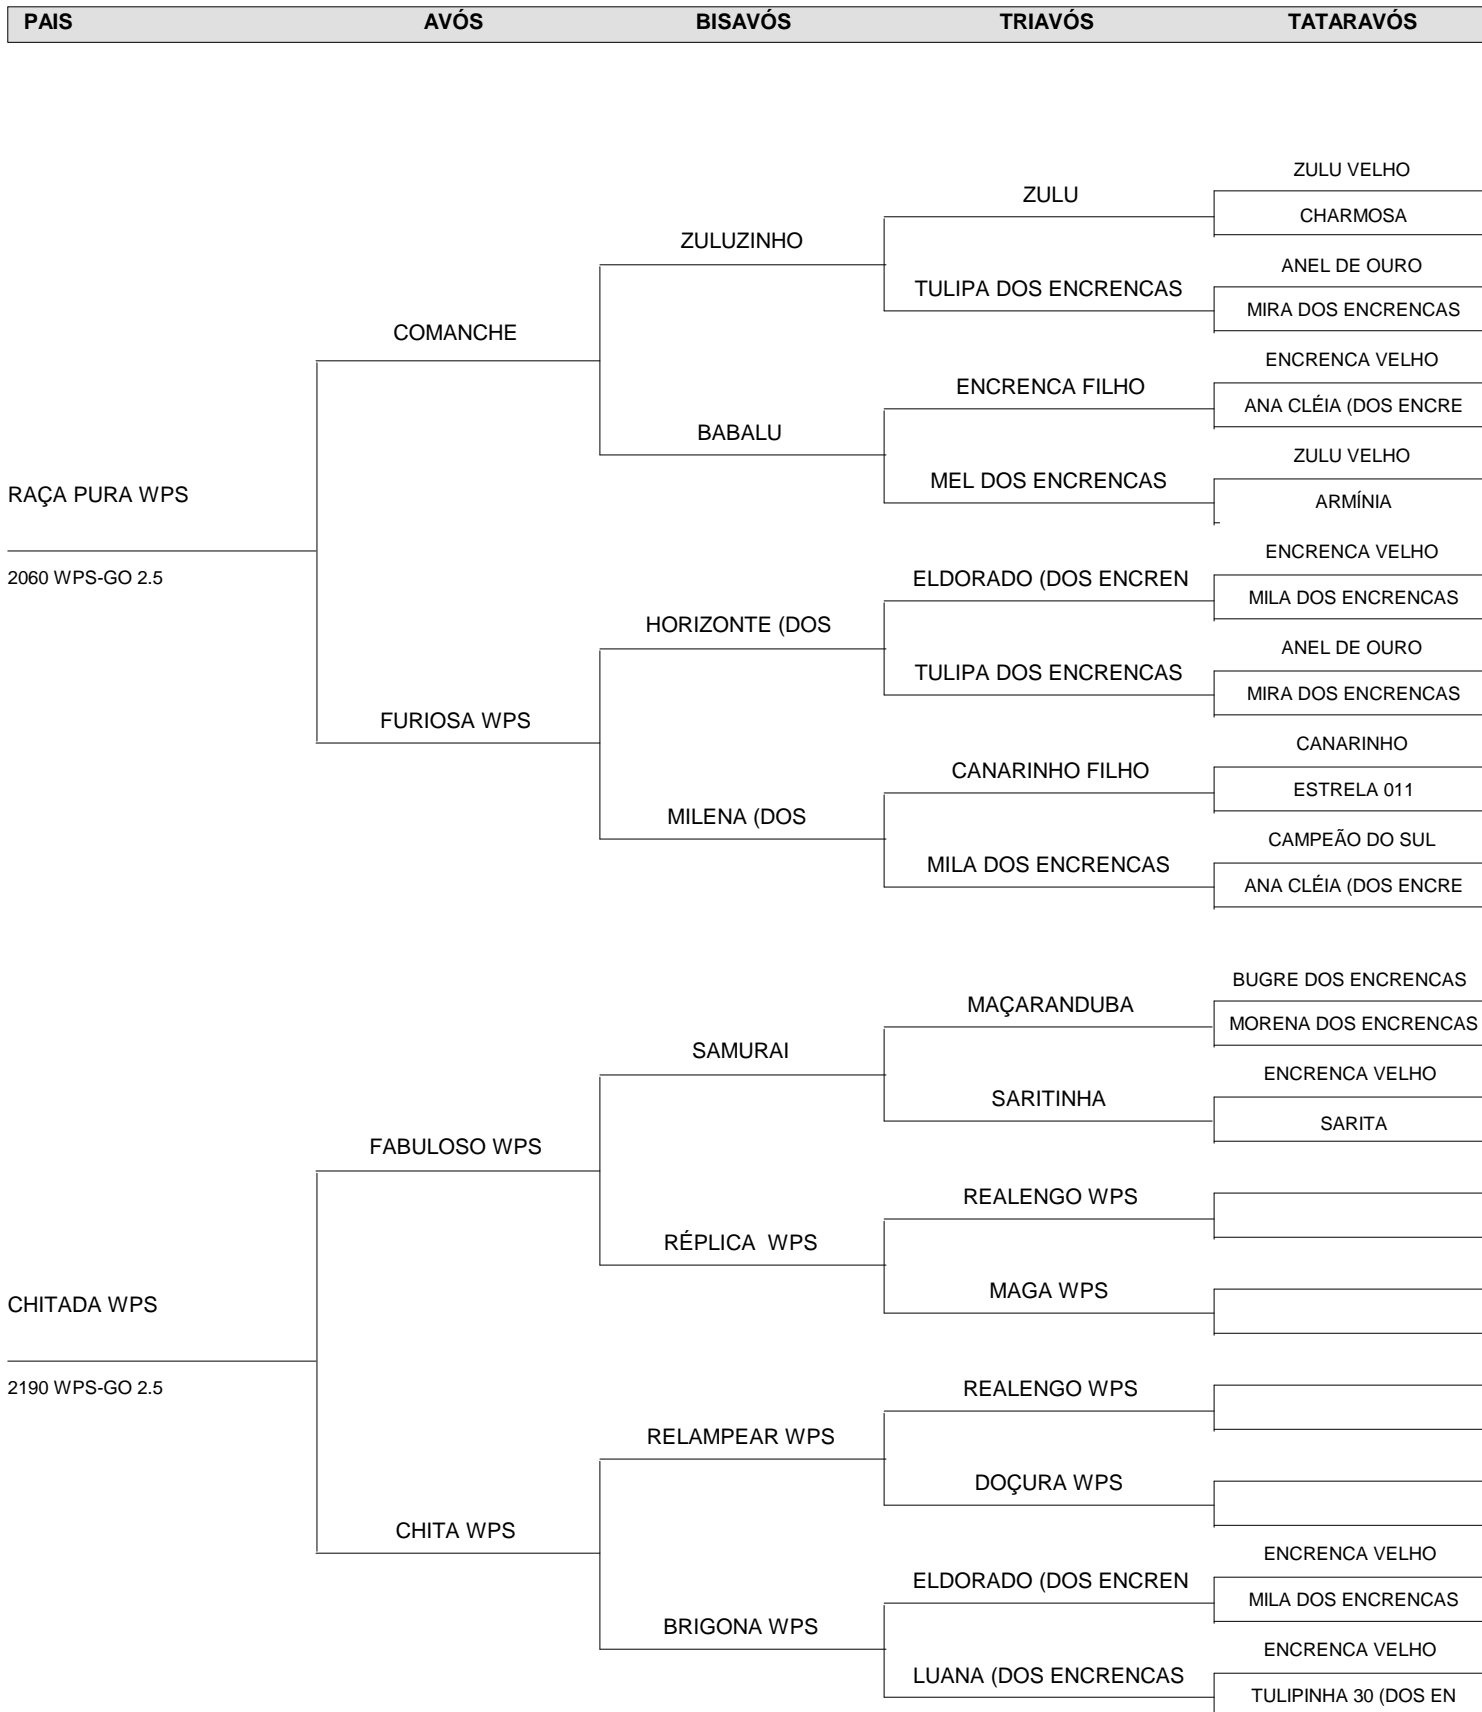 PAIS AVÓS BISAVÓS TRIAVÓS TATARAVÓS
ZULU VELHO
ZULU
CHARMOSA
ZULUZINHO
ANEL DE OURO
TULIPA DOS ENCRENCAS
MIRA DOS ENCRENCAS
COMANCHE
ENCRENCA VELHO
ENCRENCA FILHO
ANA CLÉIA (DOS ENCRE
BABALU
ZULU VELHO
MEL DOS ENCRENCAS
ARMÍNIA
RAÇA PURA WPS
2060 WPS-GO 2.5
ENCRENCA VELHO
ELDORADO (DOS ENCREN
MILA DOS ENCRENCAS
HORIZONTE (DOS
ANEL DE OURO
TULIPA DOS ENCRENCAS
MIRA DOS ENCRENCAS
FURIOSA WPS
CANARINHO
CANARINHO FILHO
ESTRELA 011
MILENA (DOS
CAMPEÃO DO SUL
MILA DOS ENCRENCAS
ANA CLÉIA (DOS ENCRE
BUGRE DOS ENCRENCAS
MAÇARANDUBA
MORENA DOS ENCRENCAS
SAMURAI
ENCRENCA VELHO
SARITINHA
SARITA
FABULOSO WPS
REALENGO WPS
RÉPLICA WPS
MAGA WPS
CHITADA WPS
2190 WPS-GO 2.5
REALENGO WPS
RELAMPEAR WPS
DOÇURA WPS
CHITA WPS
ENCRENCA VELHO
ELDORADO (DOS ENCREN
MILA DOS ENCRENCAS
BRIGONA WPS
ENCRENCA VELHO
LUANA (DOS ENCRENCAS
TULIPINHA 30 (DOS EN